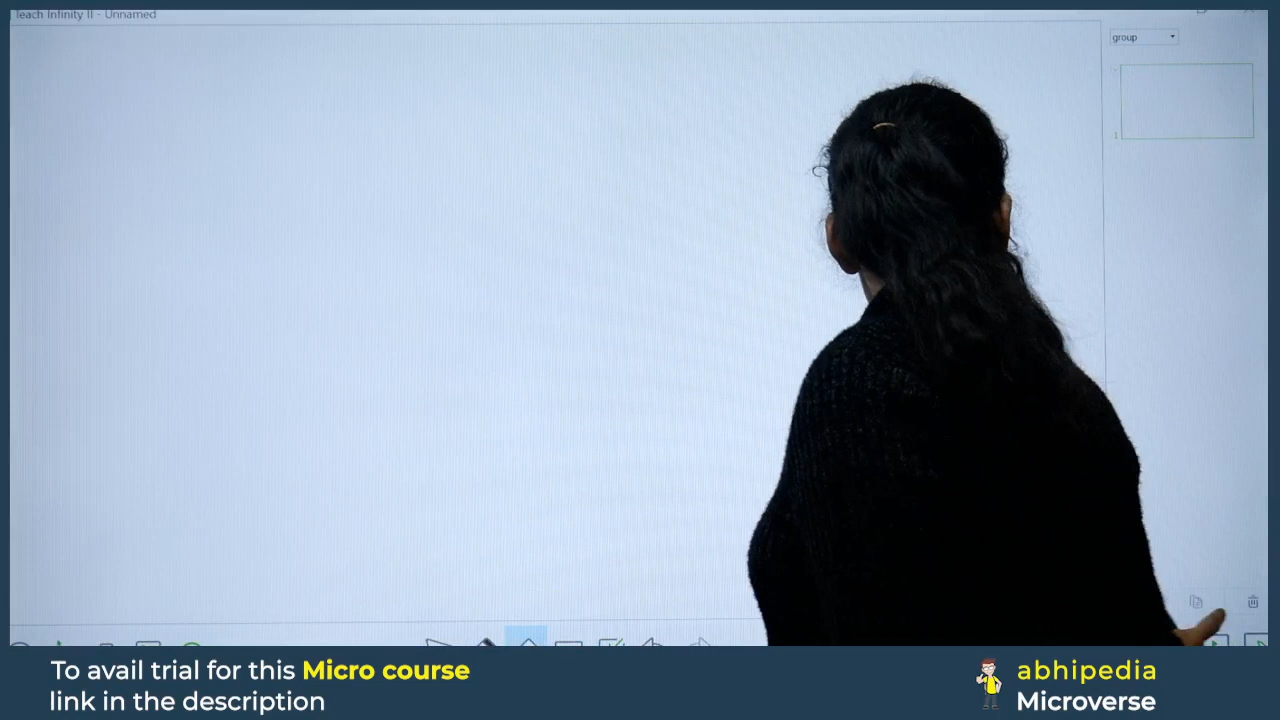 Teach Infinity II - Unnamed
group
To avail trial for this Micro course
link in the description
abhipedia
Microverse